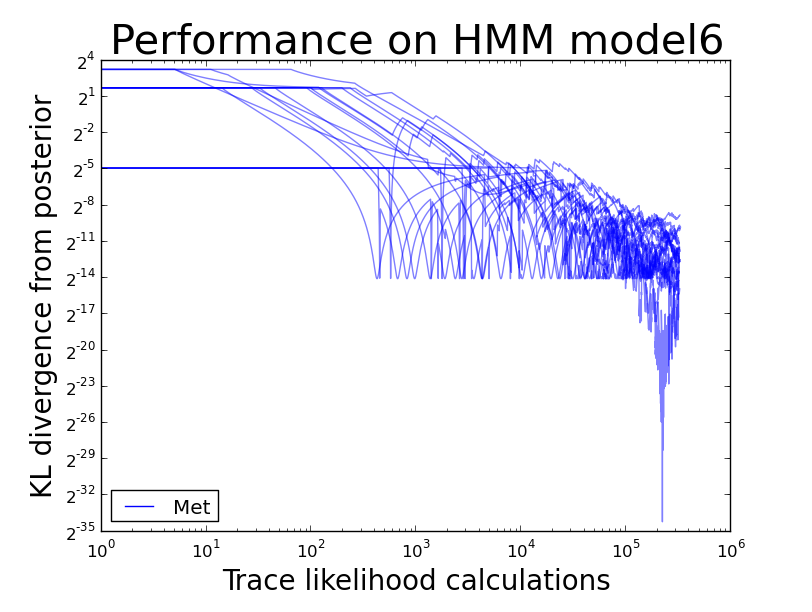 Performance on HMM model6
KL divergence from posterior
2^4
2^1
2^-2
2^-5
2^-8
2^-11
2^-14
2^-17
2^-20
2^-23
2^-26
2^-29
2^-32
2^-35
Met
10^0 10^1 10^2 10^3 10^4 10^5 10^6
Trace likelihood calculations